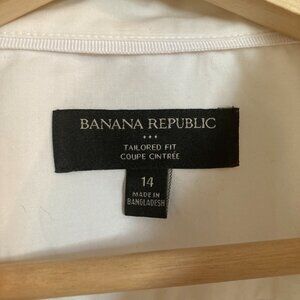 BANANA REPUBLIC
TAILORED FIT
COUPE CINTRÉE
14
MADE IN
BANGLADESH